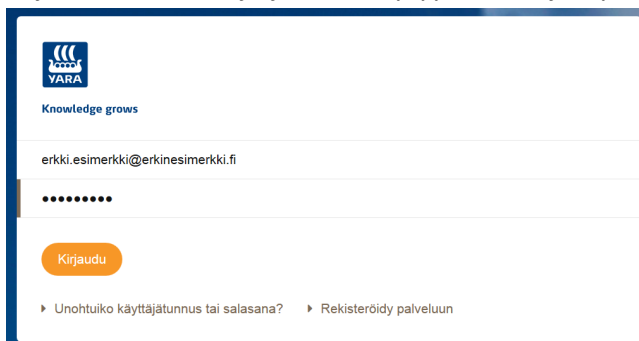 YARA
Knowledge grows
erkki.esimerkki@erkinesimerkki.fi
•••••••••
Kirjaudu
Unohtuiko käyttäjätunnus tai salasana? Rekisteröidy palveluun